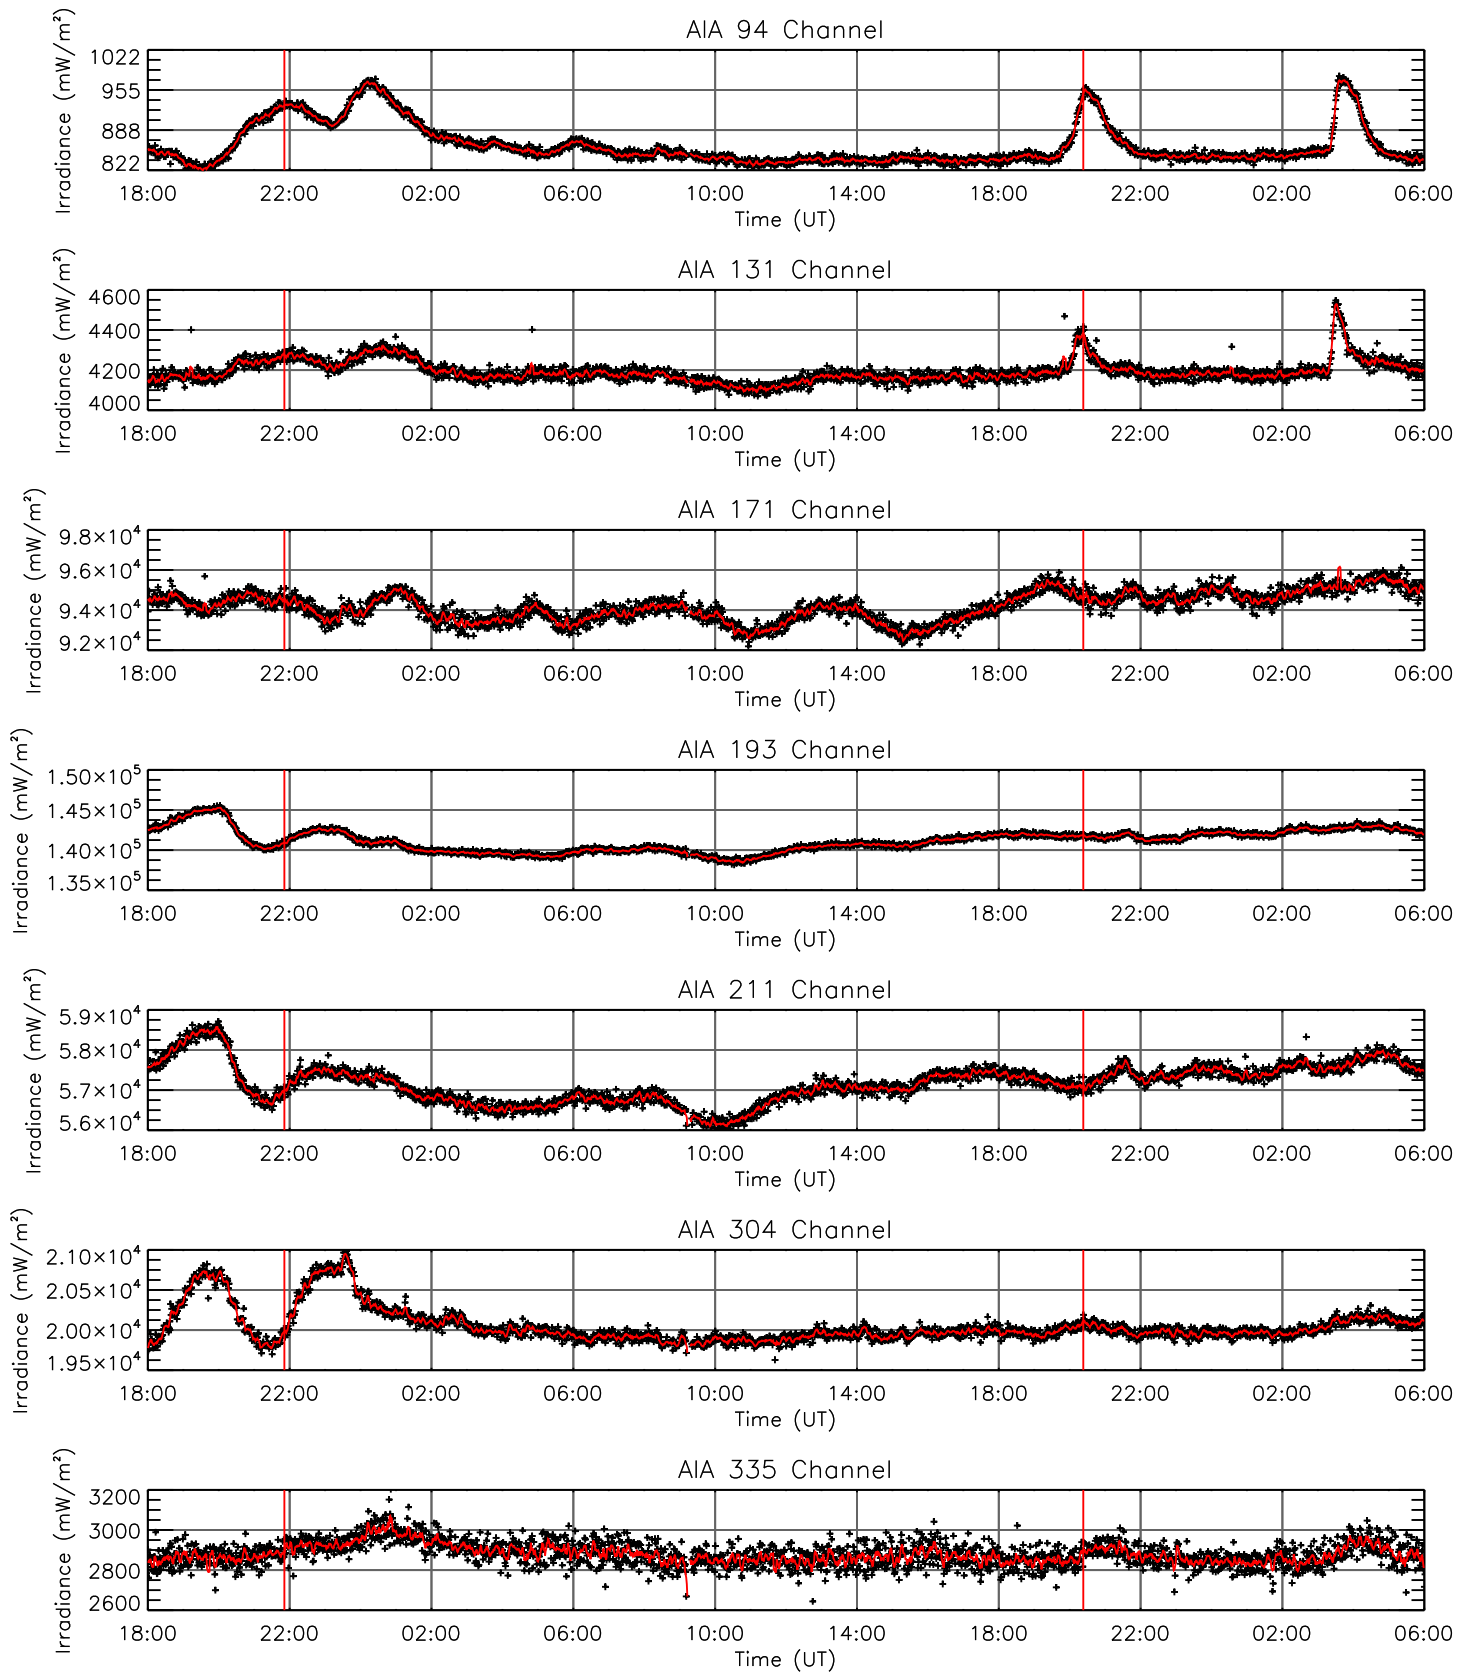 AIA 94 Channel
Irradiance (mW/m²)
1022
955
888
822
18:00 22:00 02:00 06:00 10:00 14:00 18:00 22:00 02:00 06:00
Time (UT)
AIA 131 Channel
Irradiance (mW/m²)
4600
4400
4200
4000
18:00 22:00 02:00 06:00 10:00 14:00 18:00 22:00 02:00 06:00
Time (UT)
AIA 171 Channel
Irradiance (mW/m²)
9.8×10⁴
9.6×10⁴
9.4×10⁴
9.2×10⁴
18:00 22:00 02:00 06:00 10:00 14:00 18:00 22:00 02:00 06:00
Time (UT)
AIA 193 Channel
Irradiance (mW/m²)
1.50×10⁵
1.45×10⁵
1.40×10⁵
1.35×10⁵
18:00 22:00 02:00 06:00 10:00 14:00 18:00 22:00 02:00 06:00
Time (UT)
AIA 211 Channel
Irradiance (mW/m²)
5.9×10⁴
5.8×10⁴
5.7×10⁴
5.6×10⁴
18:00 22:00 02:00 06:00 10:00 14:00 18:00 22:00 02:00 06:00
Time (UT)
AIA 304 Channel
Irradiance (mW/m²)
2.10×10⁴
2.05×10⁴
2.00×10⁴
1.95×10⁴
18:00 22:00 02:00 06:00 10:00 14:00 18:00 22:00 02:00 06:00
Time (UT)
AIA 335 Channel
Irradiance (mW/m²)
3200
3000
2800
2600
18:00 22:00 02:00 06:00 10:00 14:00 18:00 22:00 02:00 06:00
Time (UT)